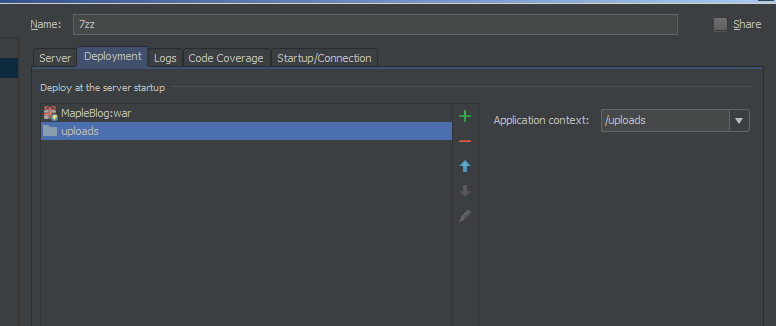 Name: 7zz Share
Server Deployment Logs Code Coverage Startup/Connection
Deploy at the server startup
MapleBlog:war
uploads
Application context: /uploads